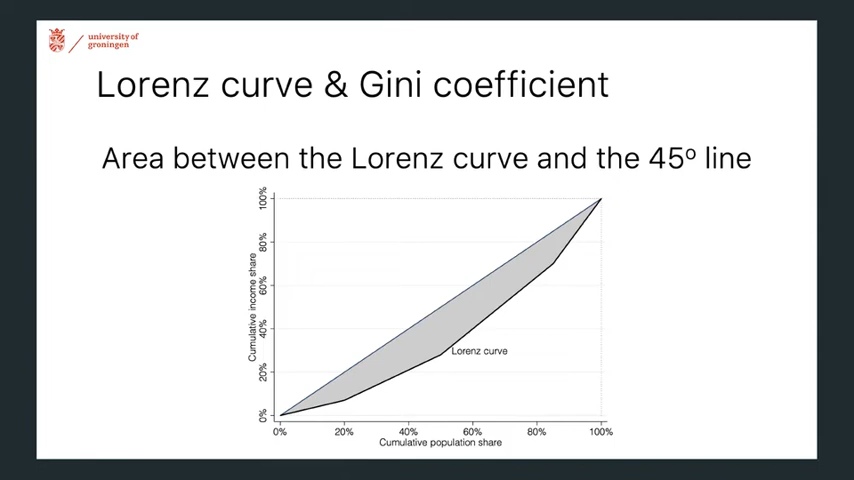 university of
groningen
Lorenz curve & Gini coefficient
Area between the Lorenz curve and the 45º line
100%
80%
60%
40%
20%
0%
Cumulative income share
Lorenz curve
0% 20% 40% 60% 80% 100%
Cumulative population share